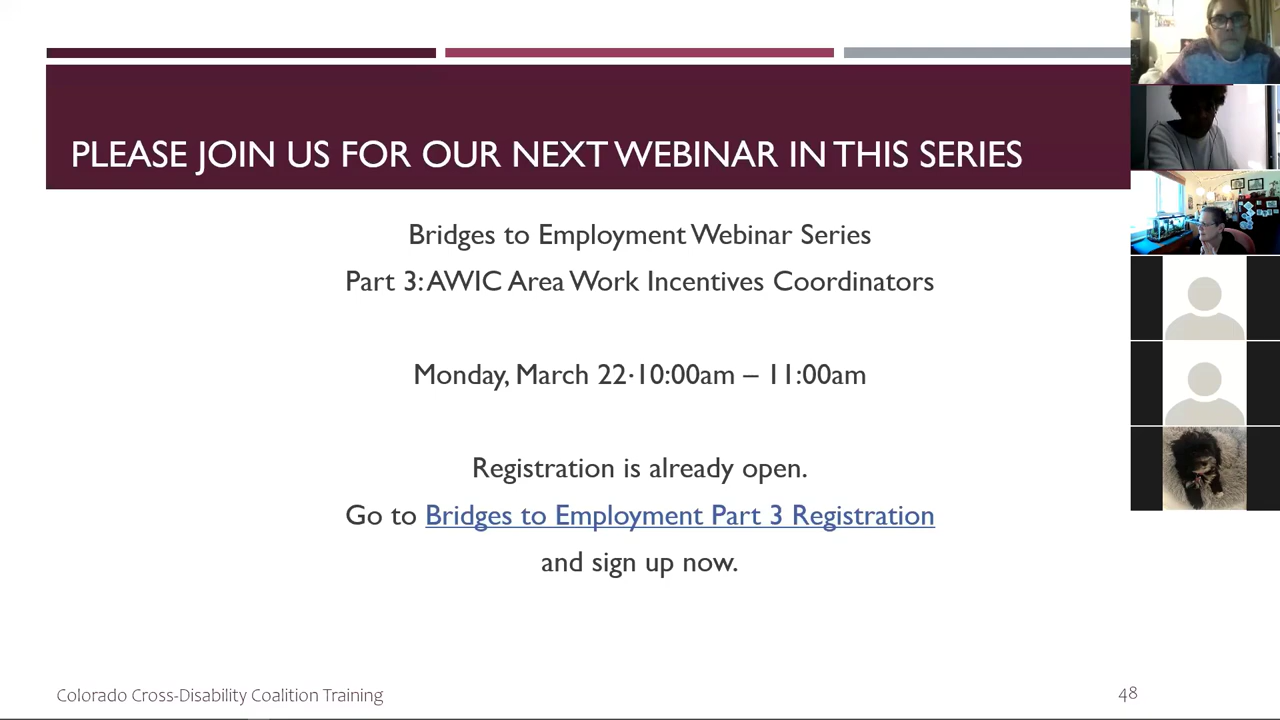 PLEASE JOIN US FOR OUR NEXT WEBINAR IN THIS SERIES
Bridges to Employment Webinar Series
Part 3: AWIC Area Work Incentives Coordinators
Monday, March 22·10:00am – 11:00am
Registration is already open.
Go to Bridges to Employment Part 3 Registration
and sign up now.
Colorado Cross-Disability Coalition Training
48